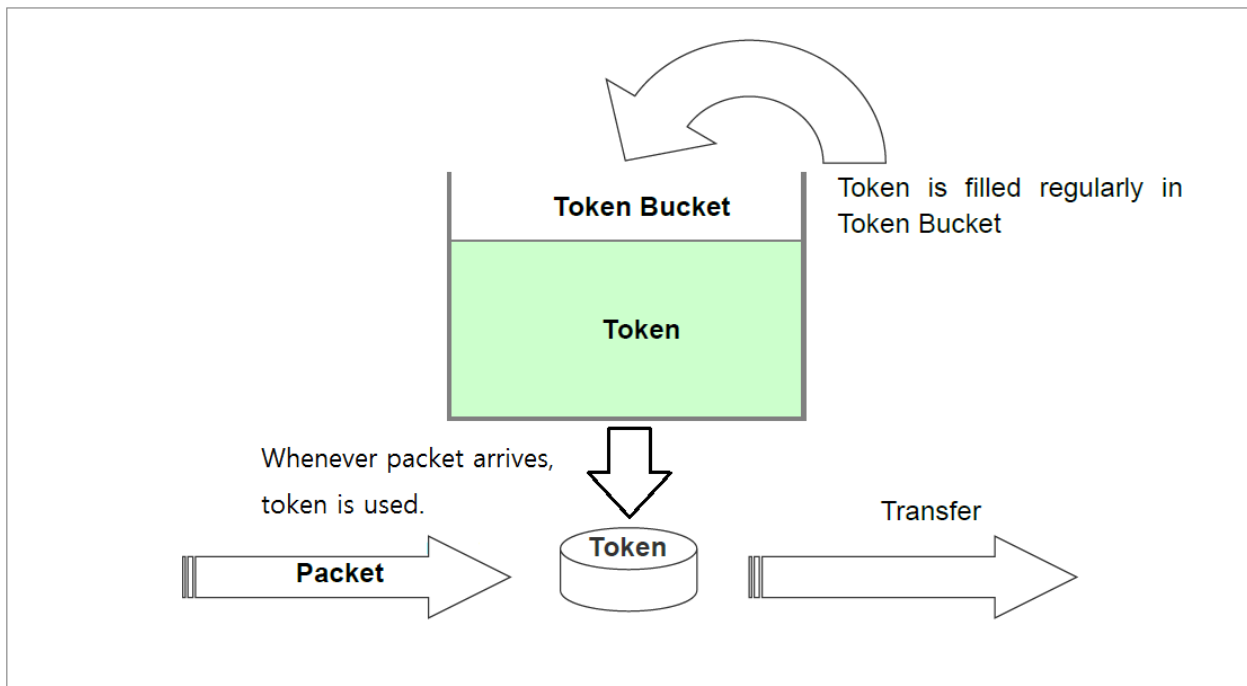 Token Bucket
Token is filled regularly in
Token Bucket
Token
Whenever packet arrives,
token is used.
Packet
Token
Transfer